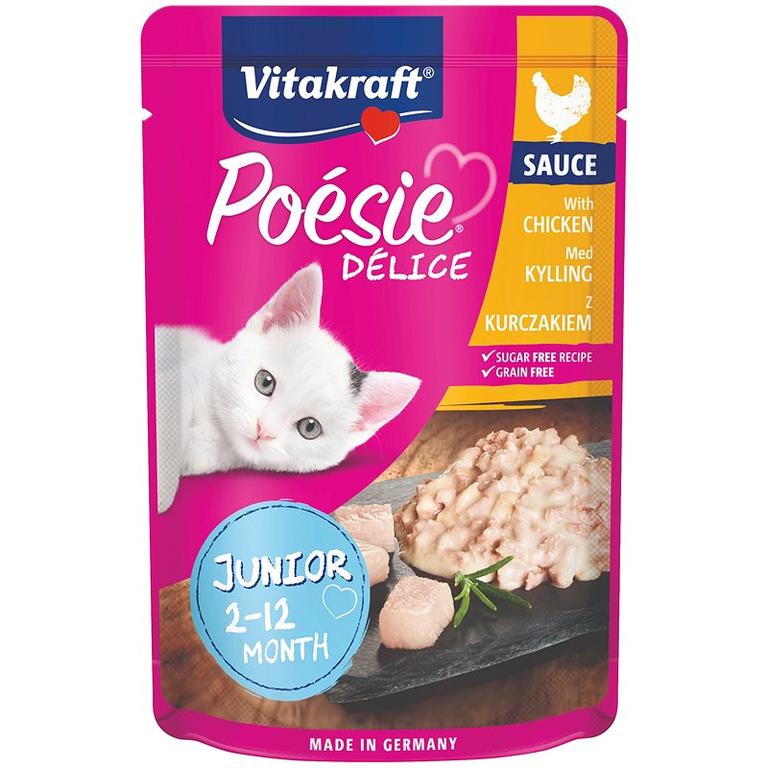 Vitakraft®
Poésie®
DÉLICE
SAUCE
With
CHICKEN
Med
KYLLING
Z
KURCZAKIEM
✓SUGAR FREE RECIPE
✓GRAIN FREE
JUNIOR
2-12
MONTH
MADE IN GERMANY